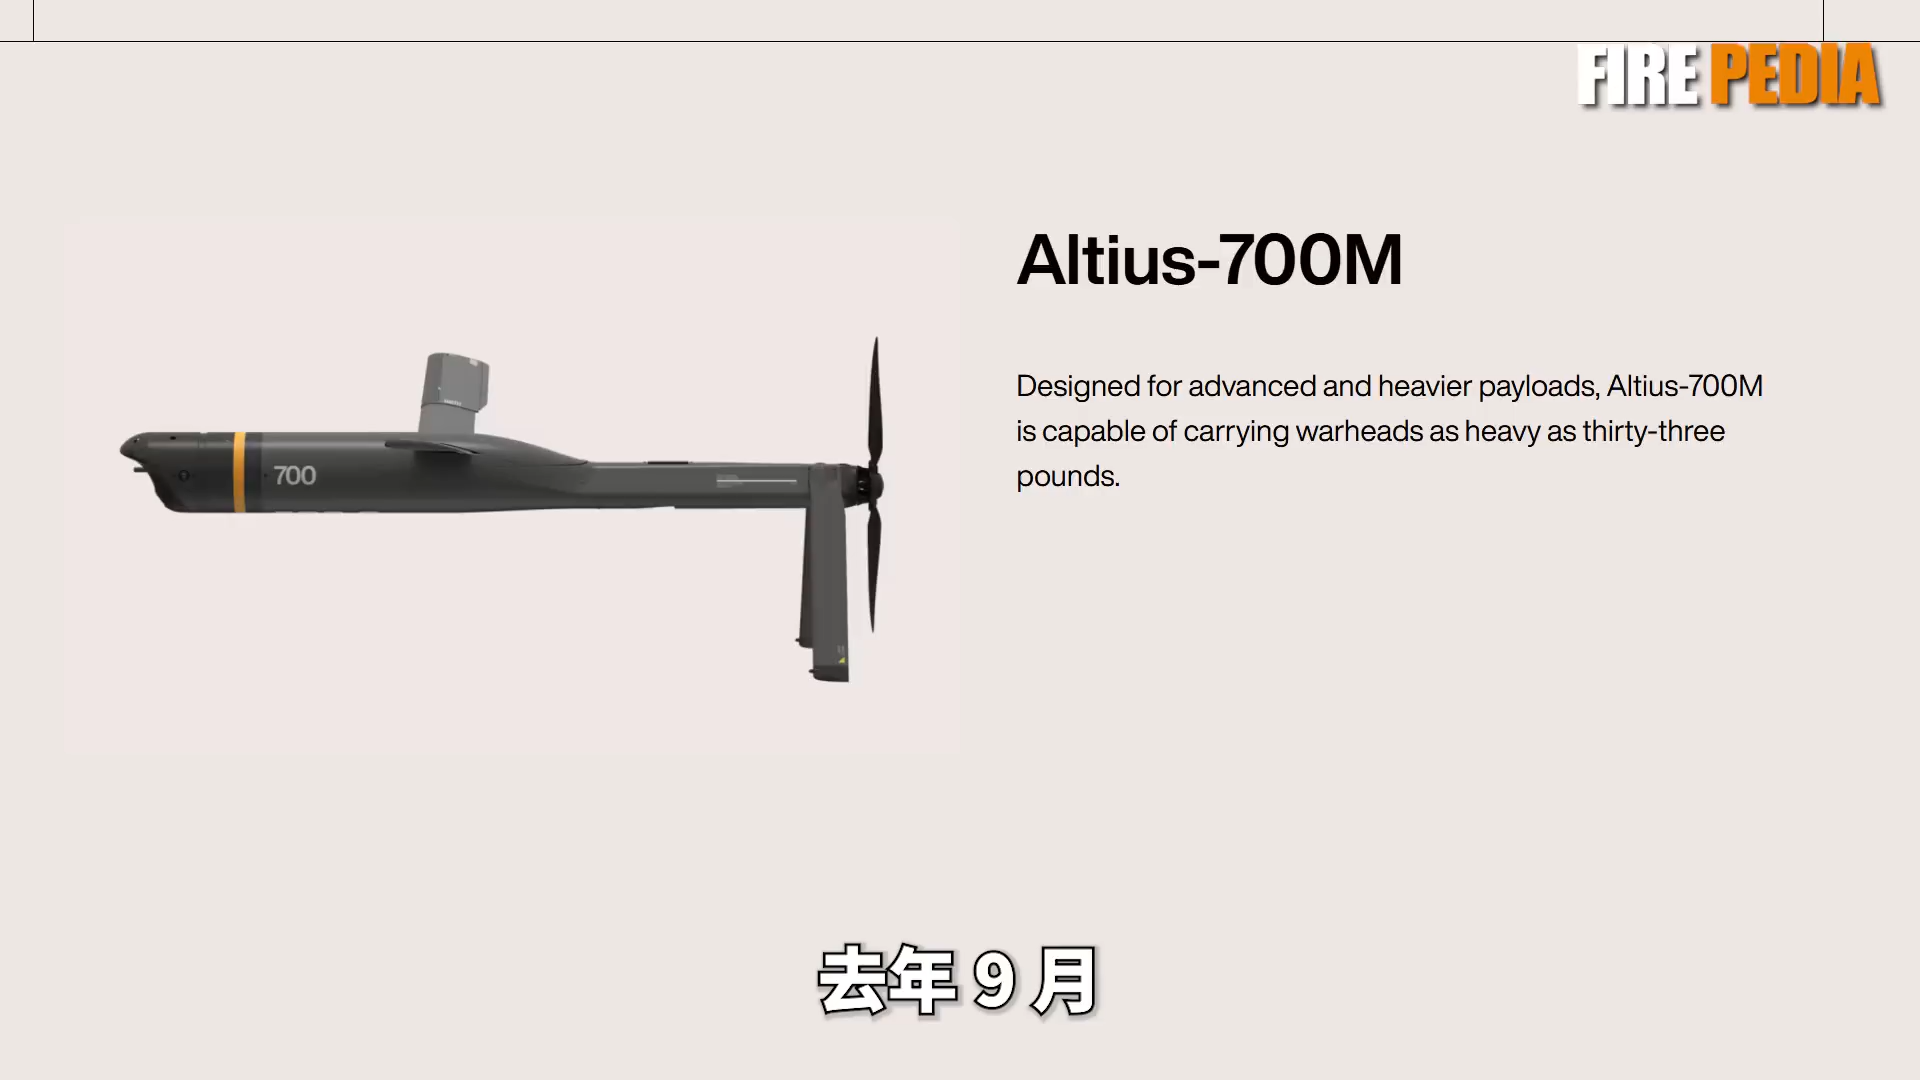 FIRE PEDIA
Altius-700M
Designed for advanced and heavier payloads, Altius-700M
is capable of carrying warheads as heavy as thirty-three
pounds.
700
去年9月